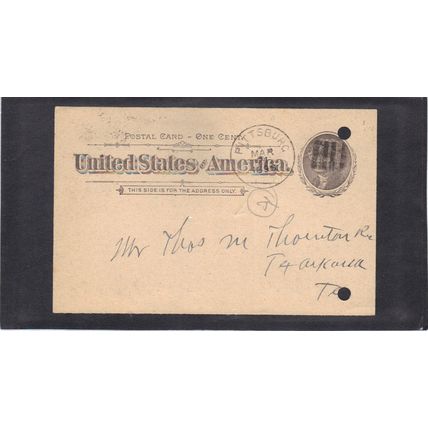 POSTAL CARD – ONE CENT.
United States of America.
THIS SIDE IS FOR THE ADDRESS ONLY.
PITTSBURG
MAR
Mr Thos M Thornton